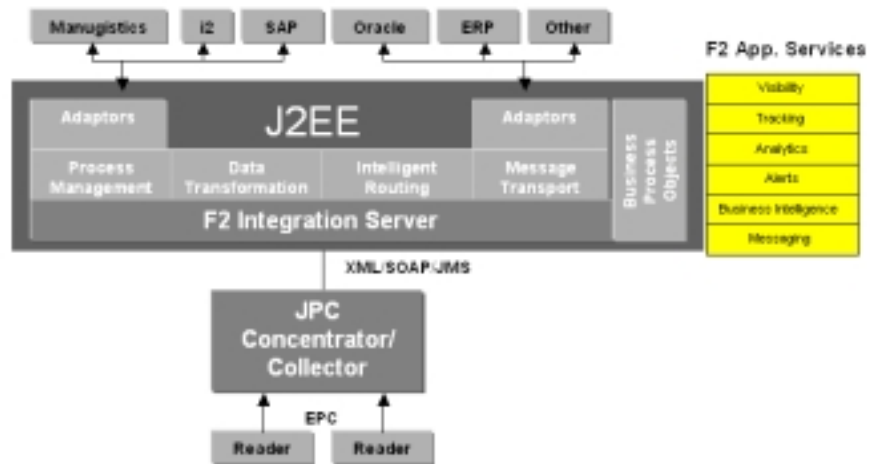 Manugistics
i2
SAP
Oracle
ERP
Other
F2 App. Services
Adaptors
J2EE
Adaptors
Business
Process
Objects
Process
Management
Data
Transformation
Intelligent
Routing
Message
Transport
F2 Integration Server
Visibility
Tracking
Analytics
Alerts
Business Intelligence
Messaging
XML/SOAP/JMS
JPC
Concentrator/
Collector
EPC
Reader
Reader